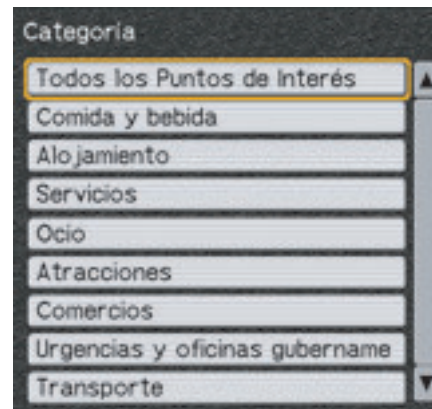 Categoría
Todos los Puntos de Interés
Comida y bebida
Alojamiento
Servicios
Ocio
Atracciones
Comercios
Urgencias y oficinas gubername
Transporte